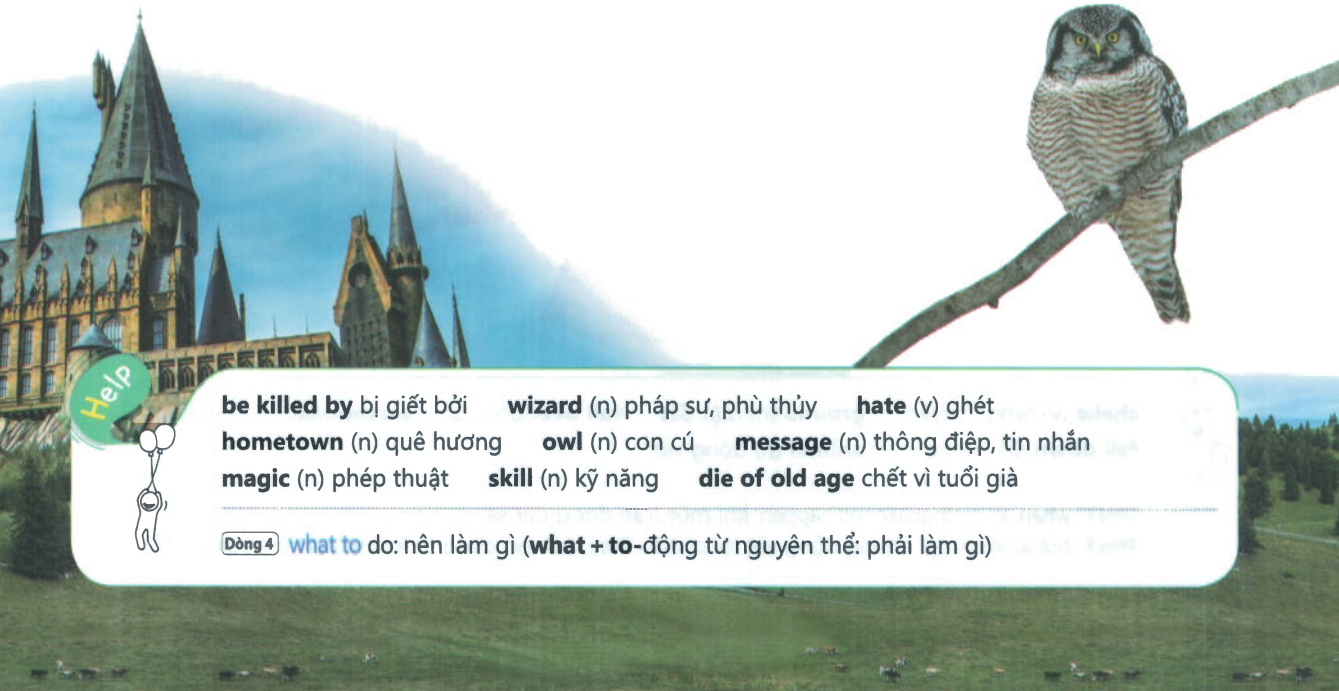 Help
be killed by bị giết bởi wizard (n) pháp sư, phù thủy hate (v) ghét
hometown (n) quê hương owl (n) con cú message (n) thông điệp, tin nhắn
magic (n) phép thuật skill (n) kỹ năng die of old age chết vì tuổi già
Dòng 4 what to do: nên làm gì (what + to-động từ nguyên thể: phải làm gì)